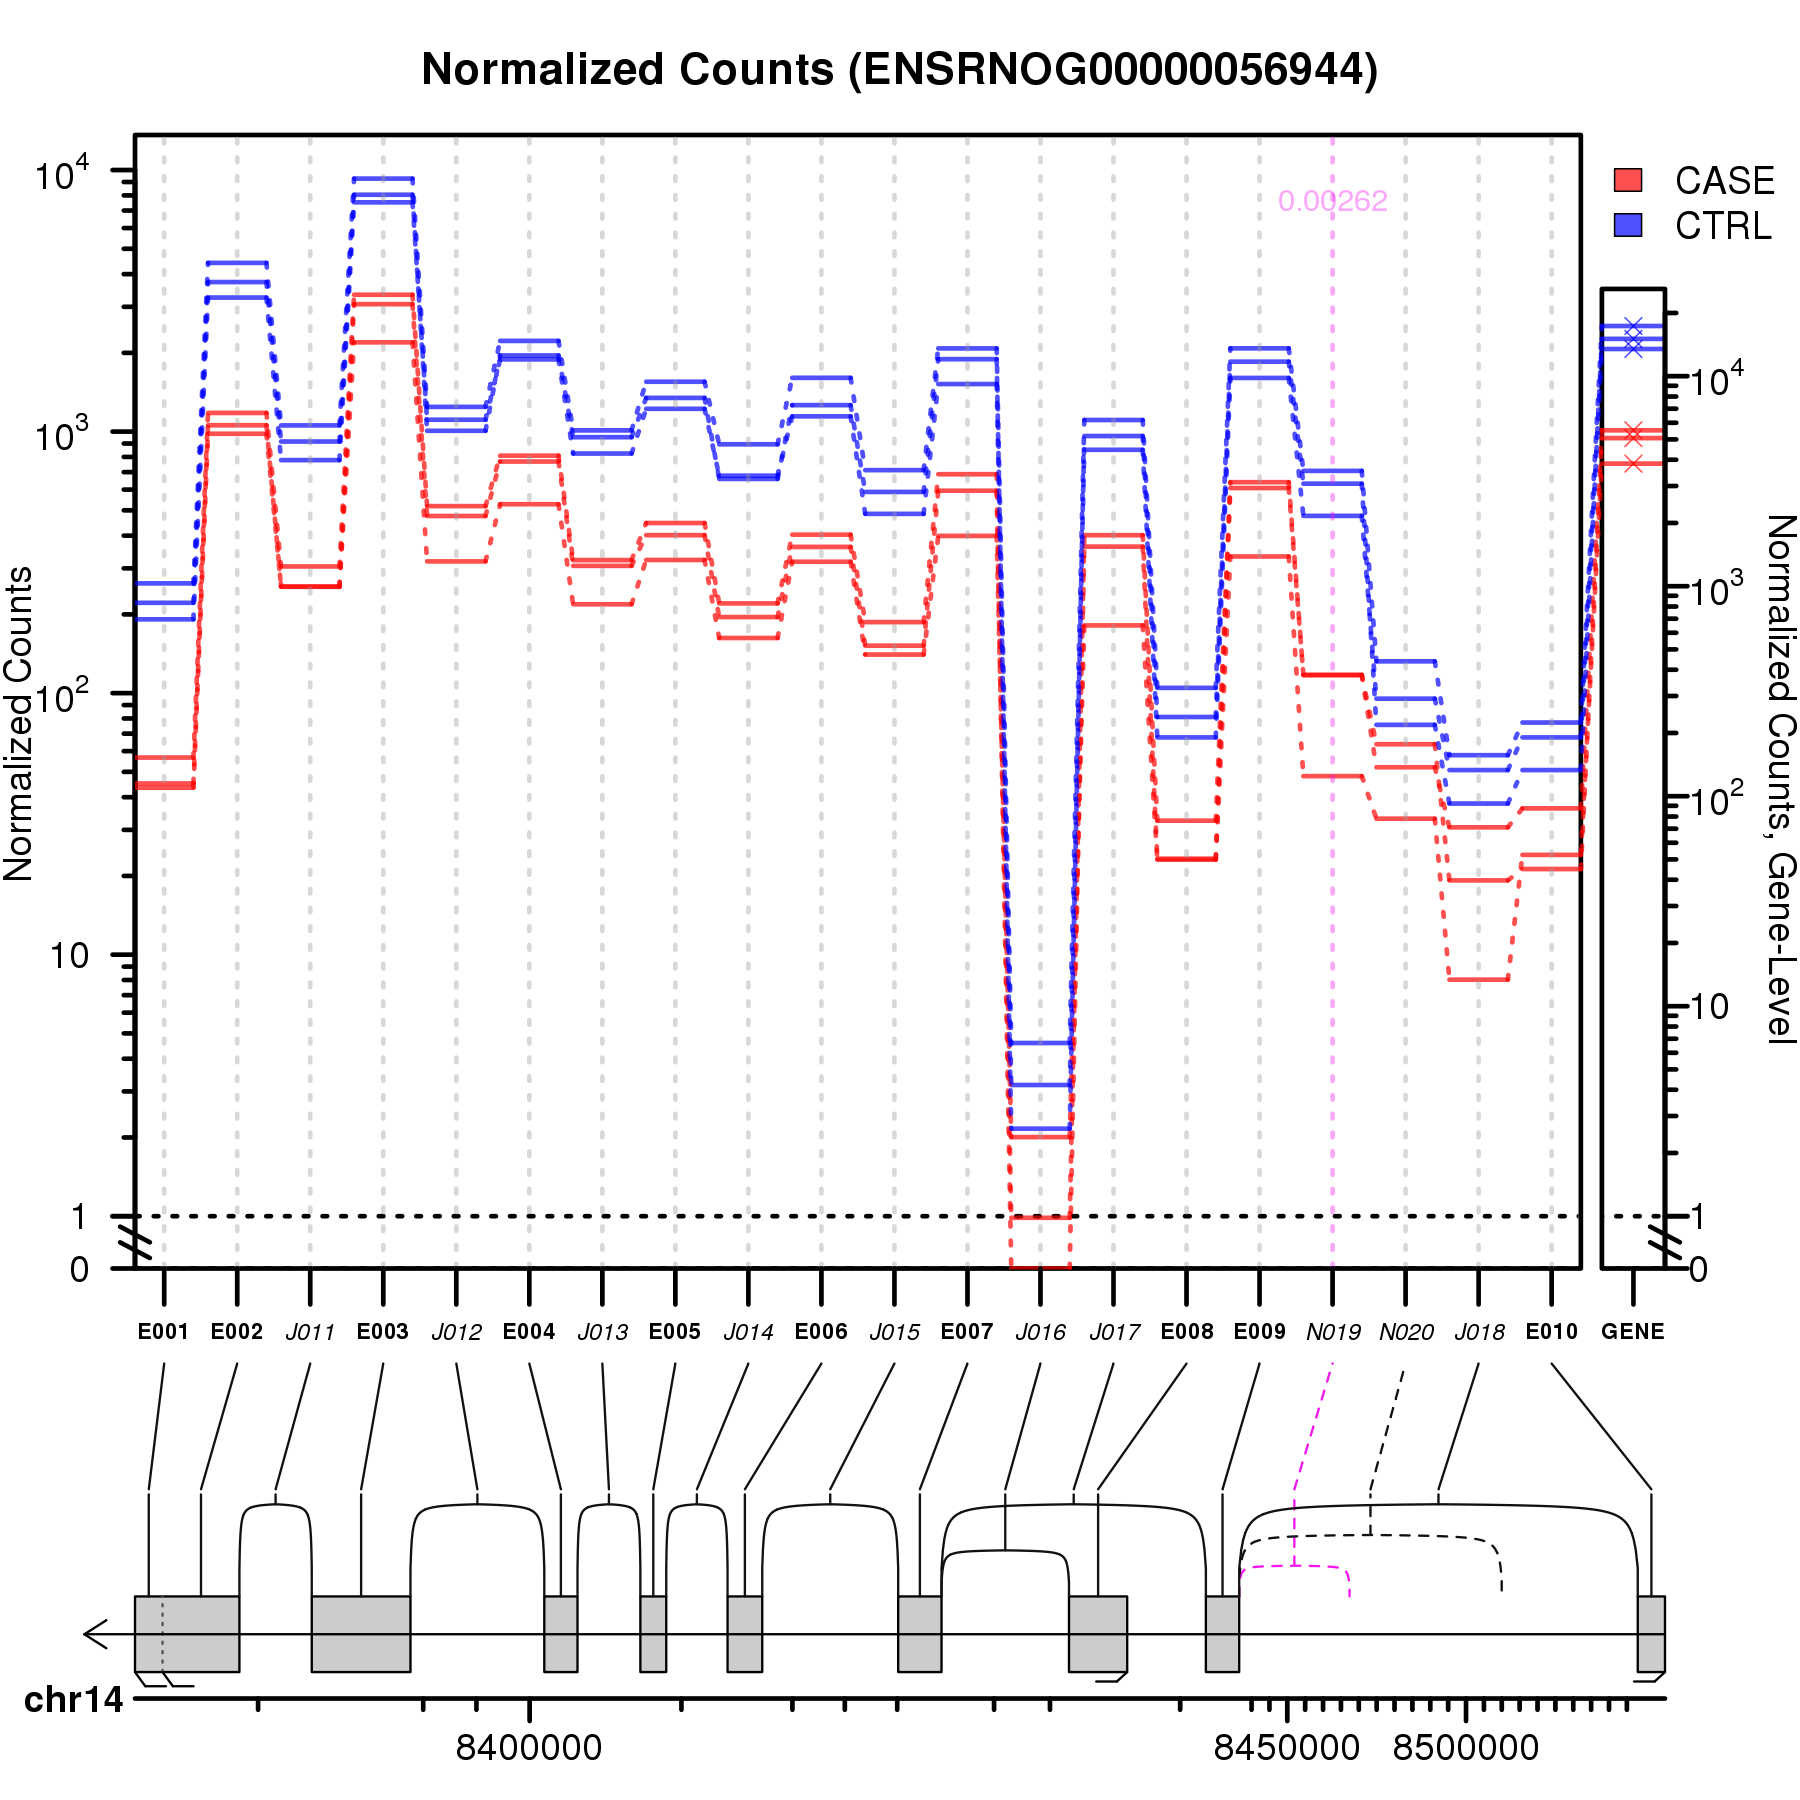 Normalized Counts (ENSRNOG00000056944)
CASE
CTRL
0.00262
Normalized Counts
10^4
10^3
10^2
10
1
0
Normalized Counts, Gene-Level
10^4
10^3
10^2
10
1
0
E001 E002 J011 E003 J012 E004 J013 E005 J014 E006 J015 E007 J016 J017 E008 E009 N019 N020 J018 E010 GENE
chr14
8400000 8450000 8500000